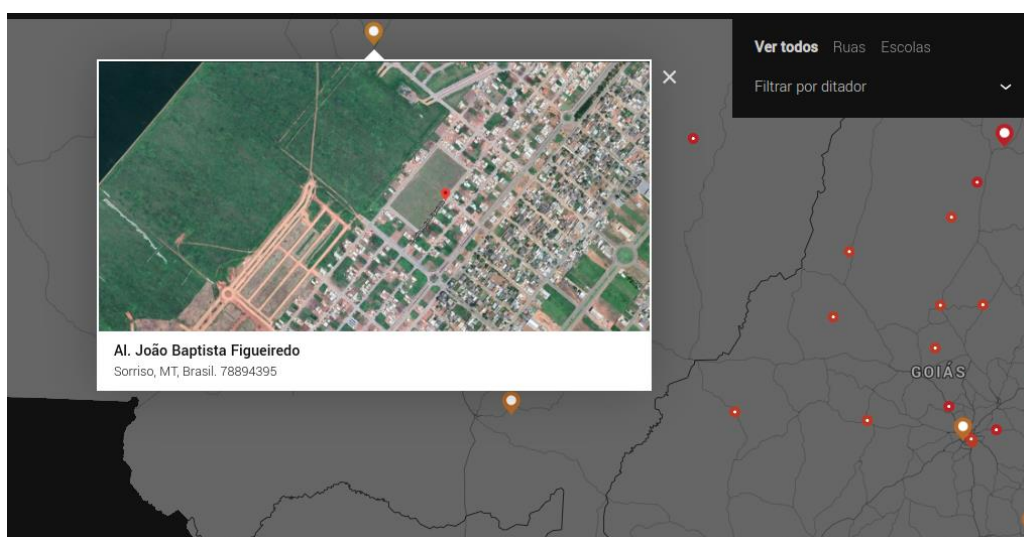 Ver todos Ruas Escolas
Filtrar por ditador
Al. João Baptista Figueiredo
Sorriso, MT, Brasil. 78894395
GOIÁS